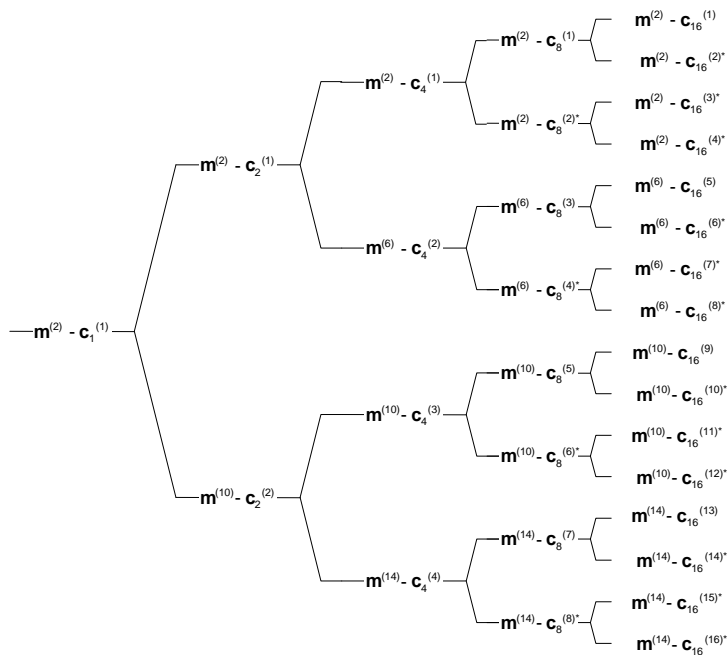 m⁽²⁾ - c₁₆⁽¹⁾
m⁽²⁾ - c₈⁽¹⁾
m⁽²⁾ - c₁₆⁽²⁾*
m⁽²⁾ - c₄⁽¹⁾
m⁽²⁾ - c₁₆⁽³⁾*
m⁽²⁾ - c₈⁽²⁾*
m⁽²⁾ - c₁₆⁽⁴⁾*
m⁽²⁾ - c₂⁽¹⁾
m⁽⁶⁾ - c₁₆⁽⁵⁾
m⁽⁶⁾ - c₈⁽³⁾
m⁽⁶⁾ - c₁₆⁽⁶⁾*
m⁽⁶⁾ - c₄⁽²⁾
m⁽⁶⁾ - c₁₆⁽⁷⁾*
m⁽⁶⁾ - c₈⁽⁴⁾*
m⁽⁶⁾ - c₁₆⁽⁸⁾*
m⁽²⁾ - c₁⁽¹⁾
m⁽¹⁰⁾- c₁₆⁽⁹⁾
m⁽¹⁰⁾- c₈⁽⁵⁾
m⁽¹⁰⁾- c₁₆⁽¹⁰⁾*
m⁽¹⁰⁾- c₄⁽³⁾
m⁽¹⁰⁾- c₁₆⁽¹¹⁾*
m⁽¹⁰⁾- c₈⁽⁶⁾*
m⁽¹⁰⁾- c₁₆⁽¹²⁾*
m⁽¹⁰⁾- c₂⁽²⁾
m⁽¹⁴⁾- c₁₆⁽¹³⁾
m⁽¹⁴⁾- c₈⁽⁷⁾
m⁽¹⁴⁾- c₁₆⁽¹⁴⁾*
m⁽¹⁴⁾- c₄⁽⁴⁾
m⁽¹⁴⁾- c₁₆⁽¹⁵⁾*
m⁽¹⁴⁾- c₈⁽⁸⁾*
m⁽¹⁴⁾- c₁₆⁽¹⁶⁾*